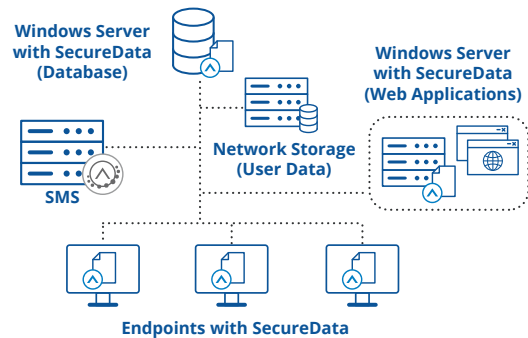 Windows Server
with SecureData
(Database)
Windows Server
with SecureData
(Web Applications)
Network Storage
(User Data)
SMS
Endpoints with SecureData